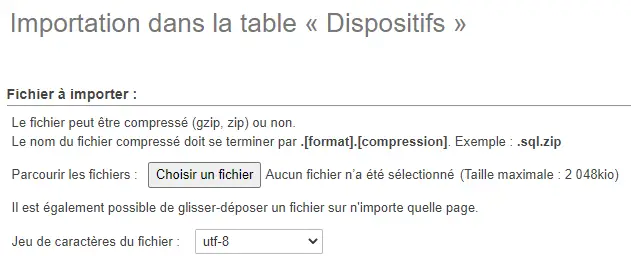 Importation dans la table « Dispositifs »
Fichier à importer :
Le fichier peut être compressé (gzip, zip) ou non.
Le nom du fichier compressé doit se terminer par .[format].[compression]. Exemple : .sql.zip
Parcourir les fichiers : Choisir un fichier Aucun fichier n’a été sélectionné (Taille maximale : 2 048kio)
Il est également possible de glisser-déposer un fichier sur n’importe quelle page.
Jeu de caractères du fichier : utf-8